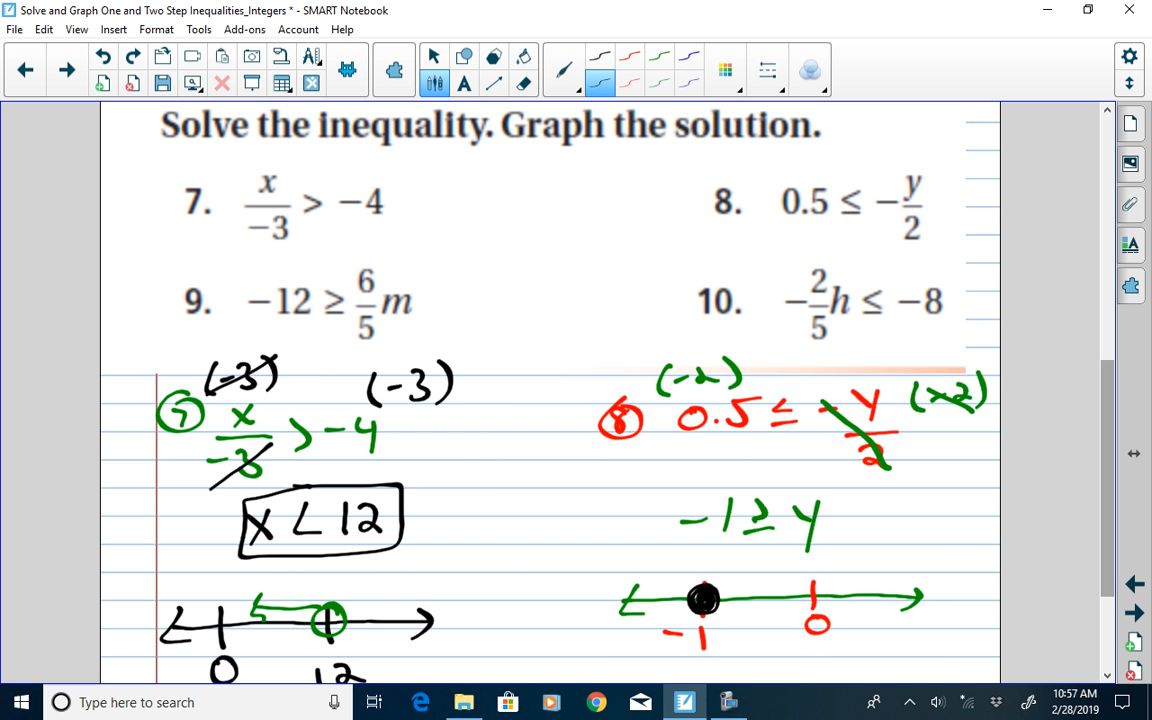 Solve and Graph One and Two Step Inequalities_Integers * - SMART Notebook
File Edit View Insert Format Tools Add-ons Account Help
Solve the inequality. Graph the solution.
7. x/-3 > -4
8. 0.5 ≤ -y/2
9. -12 ≥ 6/5 m
10. -2/5 h ≤ -8
(-3) (-3)
7 x/-3 > -4
x < 12
0 12
(-2) (-2)
8 0.5 ≤ -y/2
-1 ≥ y
-1 0
Type here to search
10:57 AM
2/28/2019